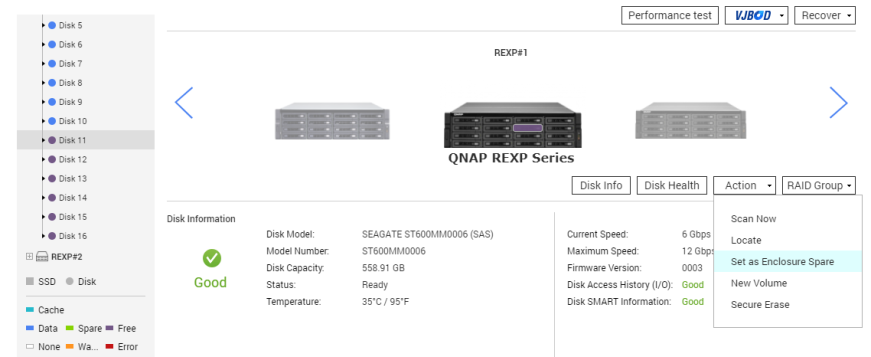 Performance test
VJBOD
Recover
Disk 5
Disk 6
Disk 7
Disk 8
Disk 9
Disk 10
Disk 11
Disk 12
Disk 13
Disk 14
Disk 15
Disk 16
REXP#2
SSD Disk
Cache
Data Spare Free
None Wa... Error
REXP#1
QNAP REXP Series
Disk Info
Disk Health
Action
RAID Group
Scan Now
Locate
Set as Enclosure Spare
New Volume
Secure Erase
Disk Information
Good
Disk Model: SEAGATE ST600MM0006 (SAS)
Model Number: ST600MM0006
Disk Capacity: 558.91 GB
Status: Ready
Temperature: 35°C / 95°F
Current Speed: 6 Gbps
Maximum Speed: 12 Gbps
Firmware Version: 0003
Disk Access History (I/O): Good
Disk SMART Information: Good